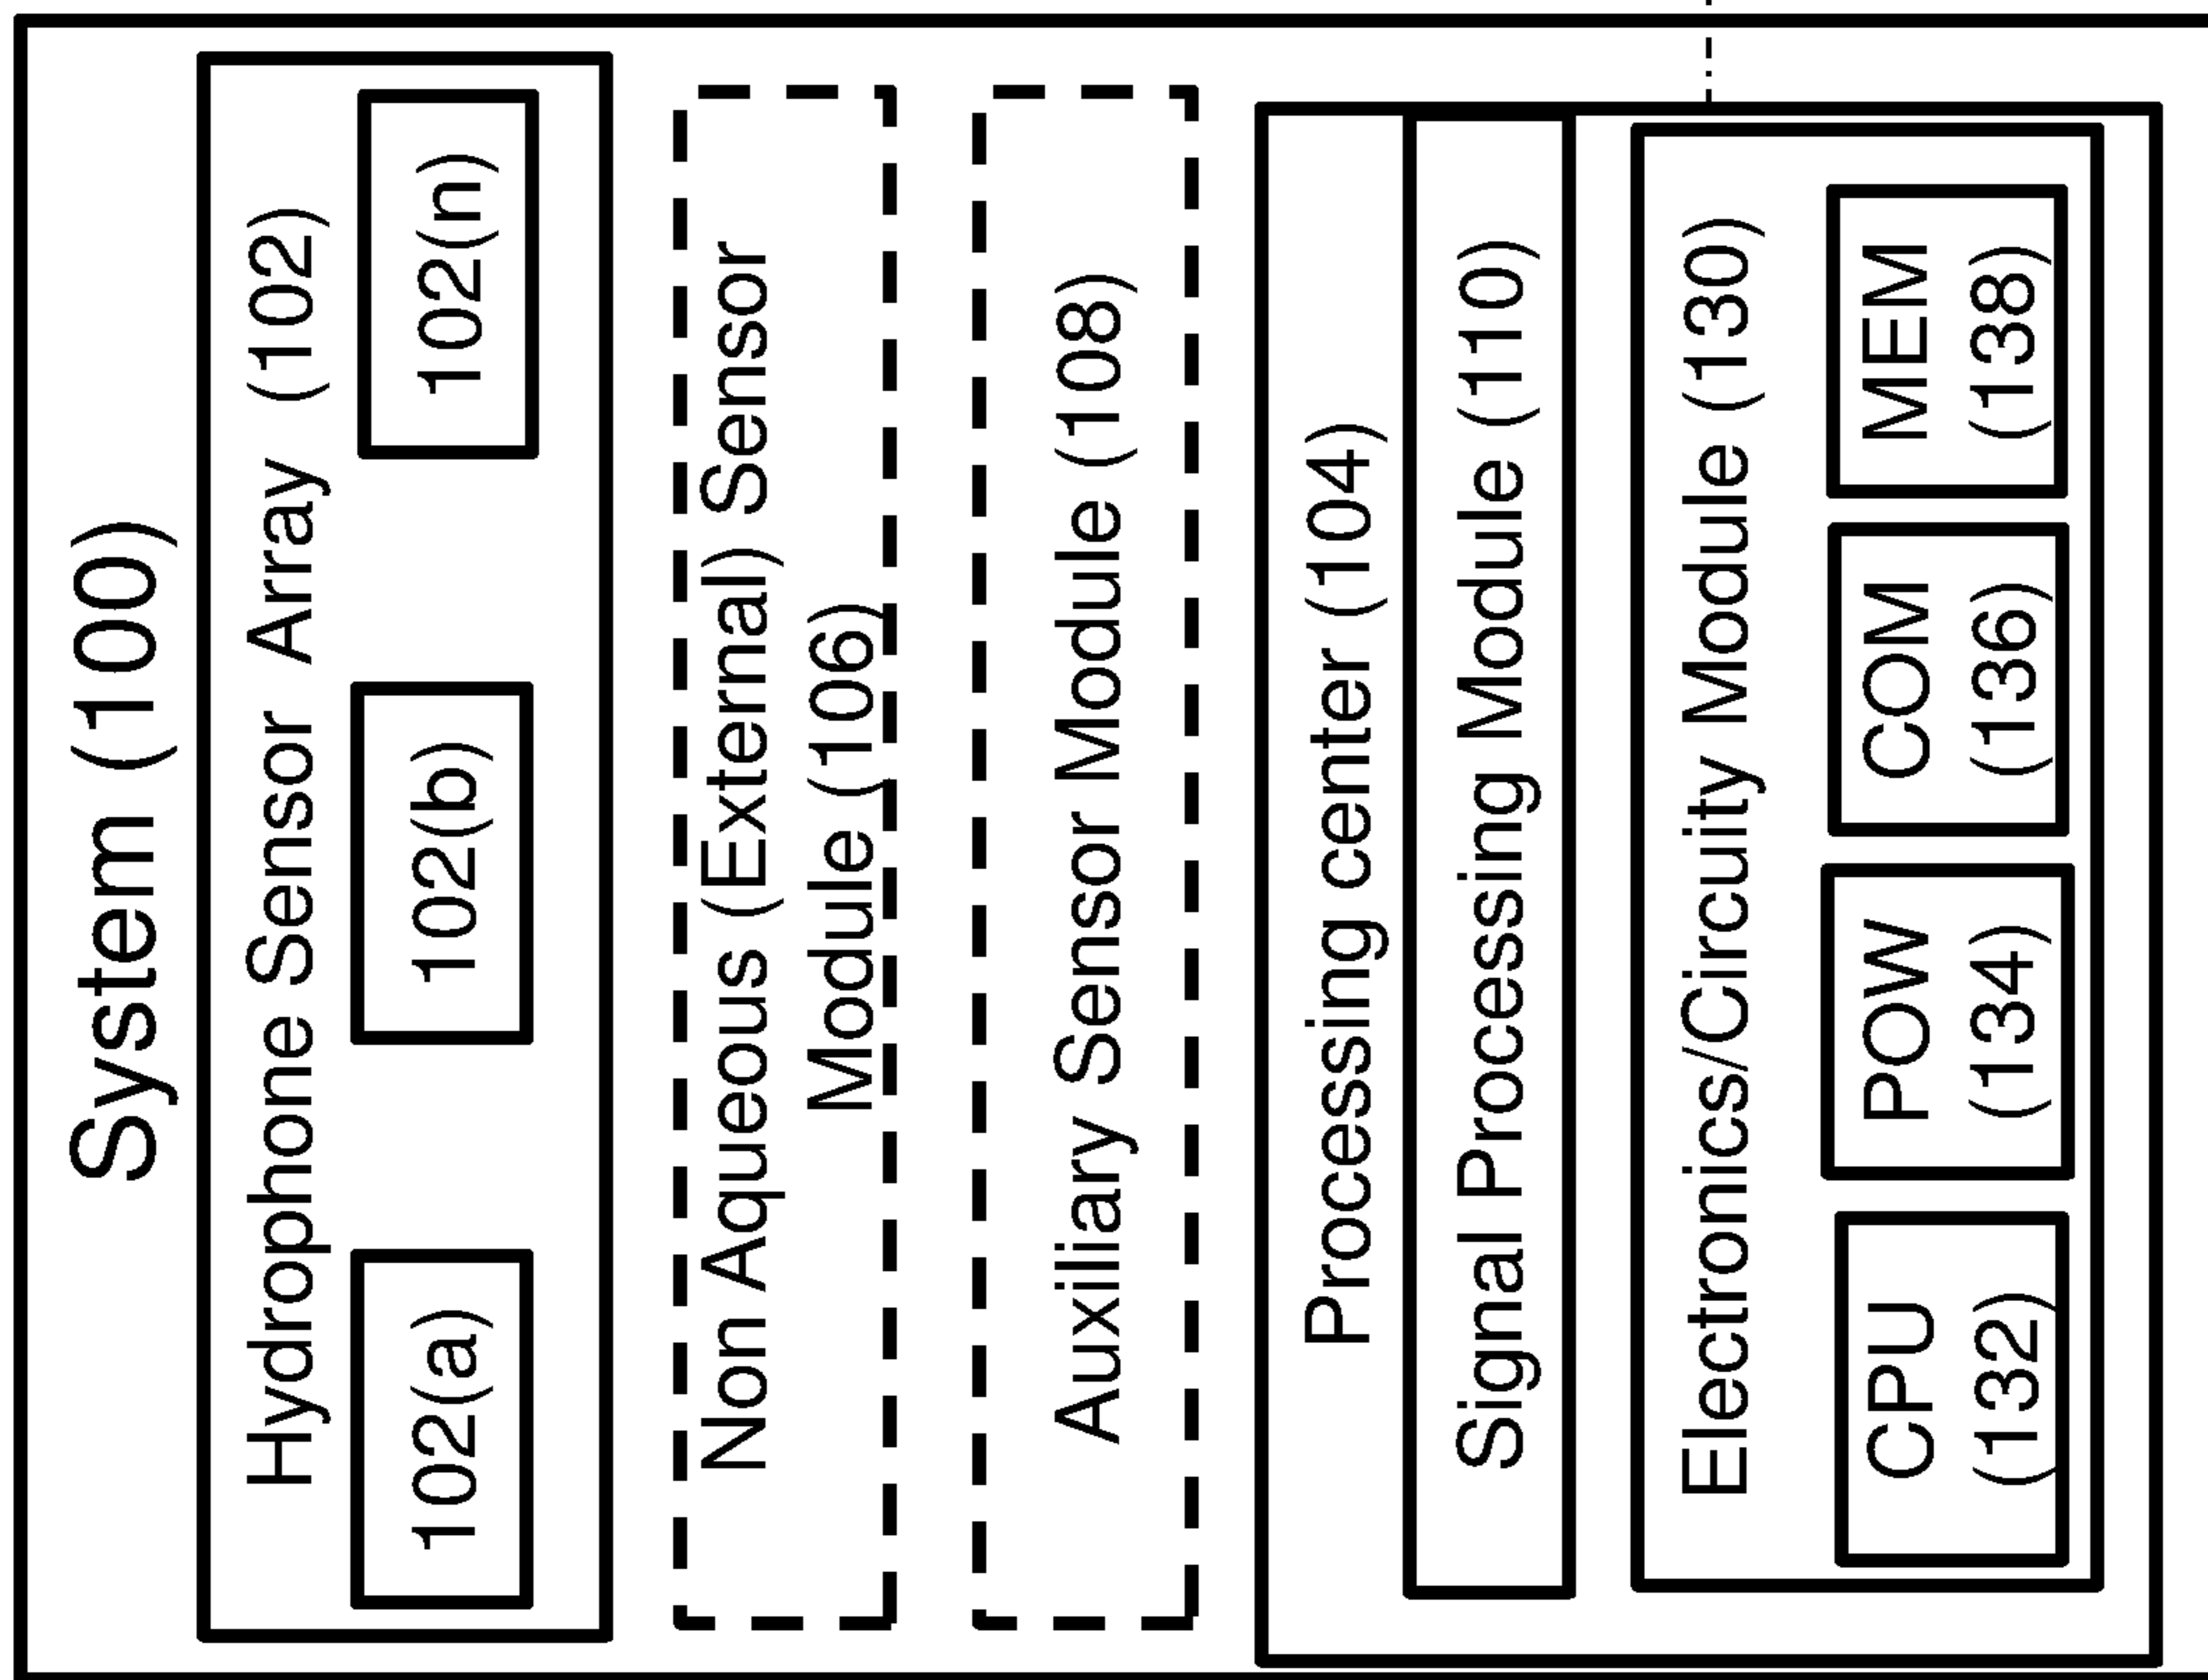 System (100)
Hydrophone Sensor Array (102)
102(a) 102(b) 102(n)
Non Aqueous (External) Sensor
Module (106)
Auxiliary Sensor Module (108)
Processing center (104)
Signal Processing Module (110)
Electronics/Circuity Module (130)
CPU POW COM MEM
(132) (134) (136) (138)